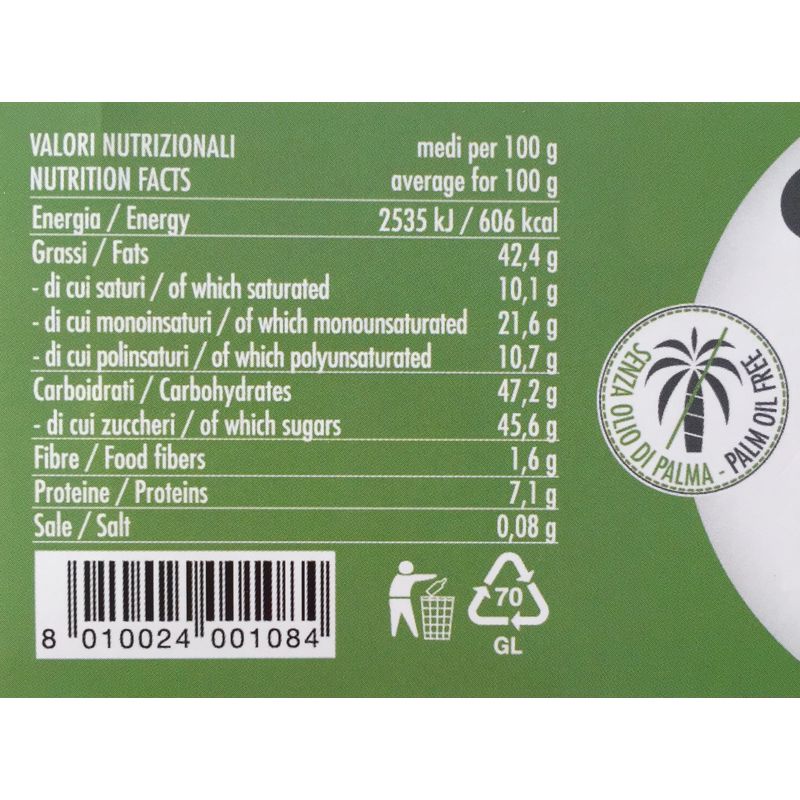 VALORI NUTRIZIONALI medi per 100 g
NUTRITION FACTS average for 100 g
Energia / Energy 2535 kJ / 606 kcal
Grassi / Fats 42,4 g
- di cui saturi / of which saturated 10,1 g
- di cui monoinsaturi / of which monounsaturated 21,6 g
- di cui polinsaturi / of which polyunsaturated 10,7 g
Carboidrati / Carbohydrates 47,2 g
- di cui zuccheri / of which sugars 45,6 g
Fibre / Food fibers 1,6 g
Proteine / Proteins 7,1 g
Sale / Salt 0,08 g
SENZA OLIO DI PALMA - PALM OIL FREE
8 010024 001084
70
GL